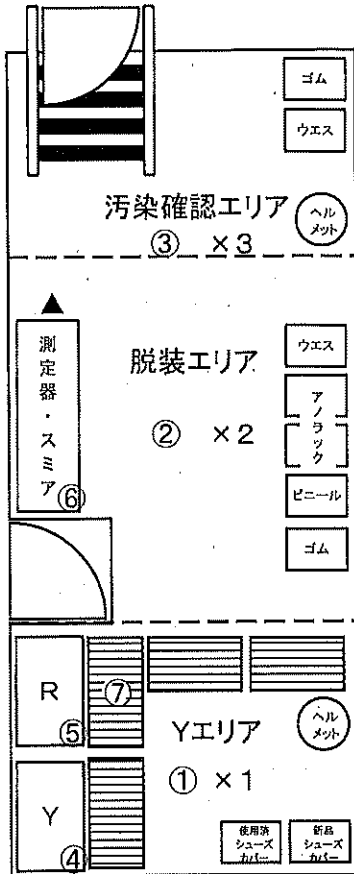 ゴム
ウエス
汚染確認エリア
ヘル
メット
③ ×3
測定器・スミア
⑥
脱装エリア
② ×2
ウエス
アノラック
ビニール
ゴム
R
⑤
⑦
Yエリア
ヘル
メット
① ×1
Y
④
使用済
シューズ
カバー
新品
シューズ
カバー